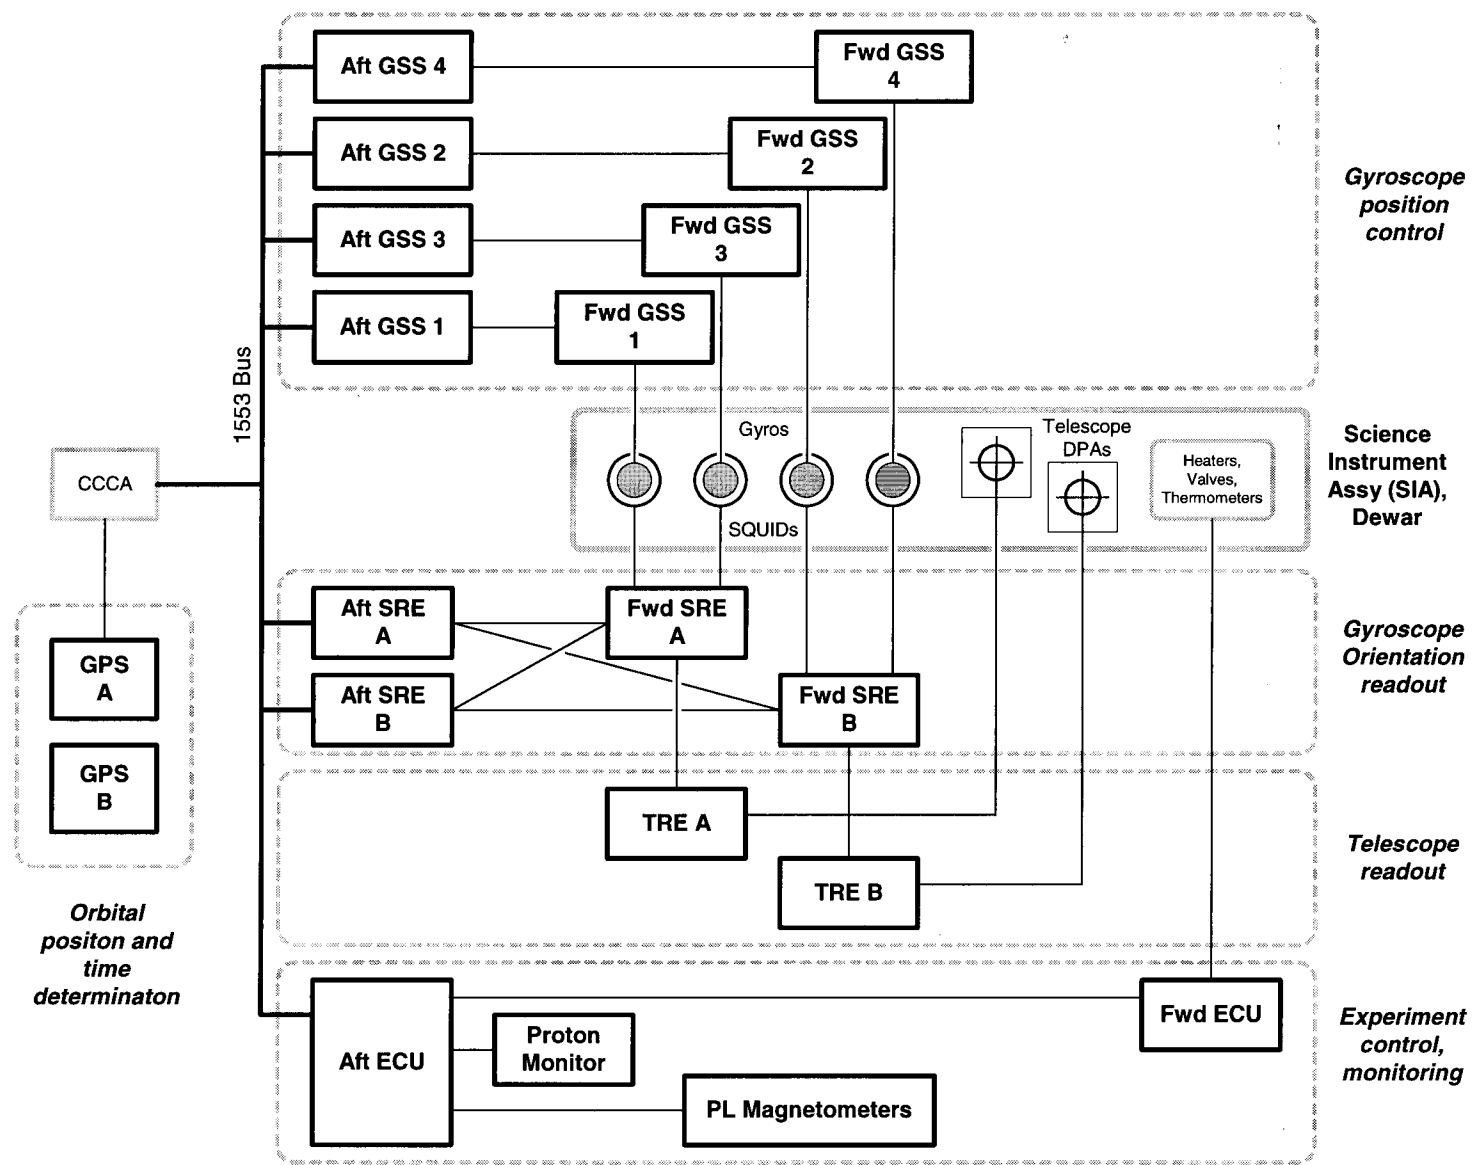 Aft GSS 4
Fwd GSS
4
Aft GSS 2
Fwd GSS
2
Aft GSS 3
Fwd GSS
3
Aft GSS 1
Fwd GSS
1
Gyroscope
position
control
1553 Bus
CCCA
Gyros
SQUIDs
Telescope
DPAs
Heaters,
Valves,
Thermometers
Science
Instrument
Assy (SIA),
Dewar
GPS
A
GPS
B
Orbital
positon and
time
determinaton
Aft SRE
A
Fwd SRE
A
Aft SRE
B
Fwd SRE
B
Gyroscope
Orientation
readout
TRE A
TRE B
Telescope
readout
Aft ECU
Proton
Monitor
PL Magnetometers
Fwd ECU
Experiment
control,
monitoring